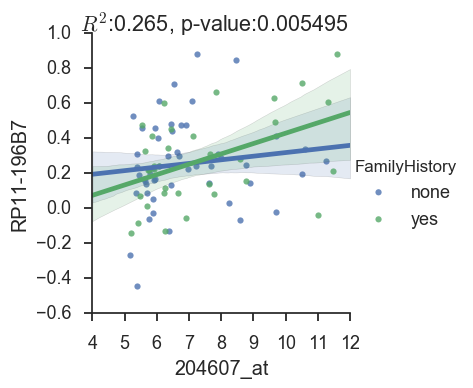 R²:0.265, p-value:0.005495
1.0
0.8
0.6
0.4
0.2
0.0
−0.2
−0.4
−0.6
RP11-196B7
4 5 6 7 8 9 10 11 12
204607_at
FamilyHistory
none
yes